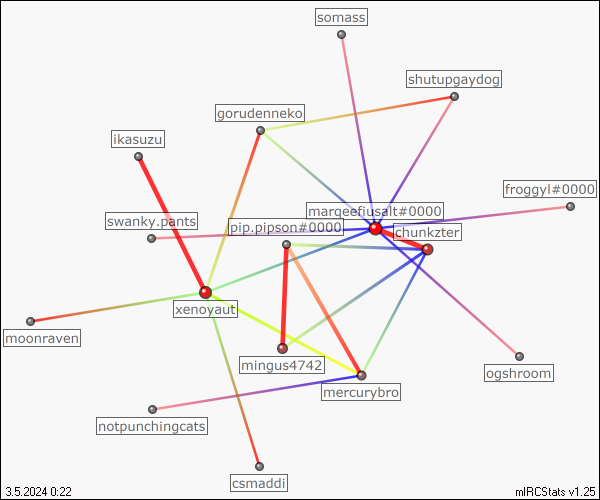 somass
shutupgaydog
gorudenneko
ikasuzu
froggyl#0000
marqeefiusalt#0000
swanky.pants
pip.pipson#0000
chunkzter
xenoyaut
moonraven
mingus4742
ogshroom
mercurybro
notpunchingcats
csmaddi
3.5.2024 0:22
mIRCStats v1.25